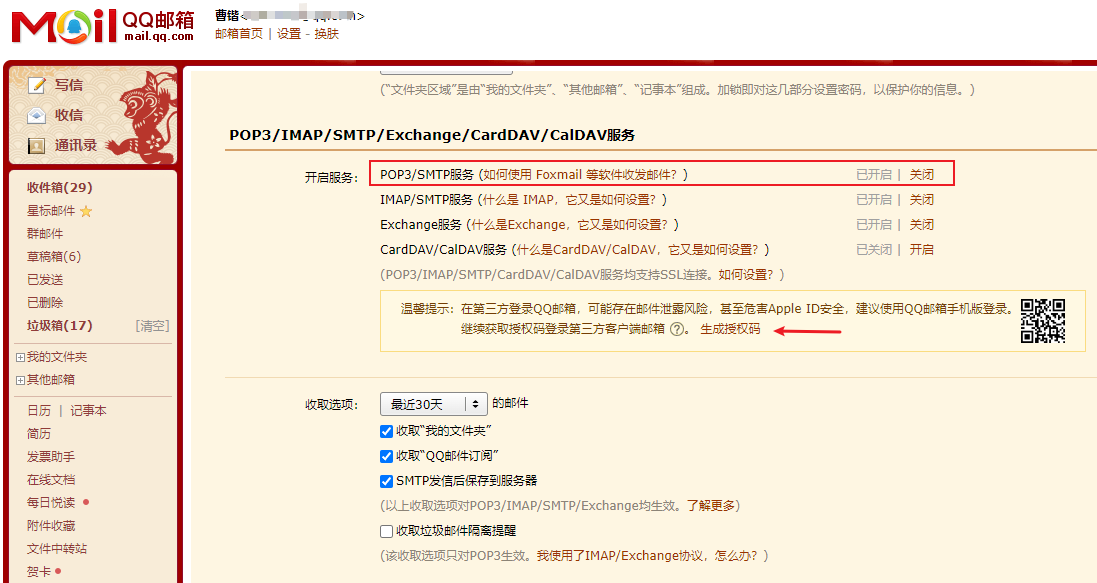 Mail QQ邮箱
mail.qq.com
曹锴<
邮箱首页 | 设置 - 换肤
写信
收信
通讯录
收件箱(29)
星标邮件
群邮件
草稿箱(6)
已发送
已删除
垃圾箱(17) [清空]
我的文件夹
其他邮箱
日历 | 记事本
简历
发票助手
在线文档
每日悦读
附件收藏
文件中转站
贺卡
(“文件夹区域”是由“我的文件夹”、“其他邮箱”、“记事本”组成。加锁即对这几部分设置密码，以保护你的信息。)
POP3/IMAP/SMTP/Exchange/CardDAV/CalDAV服务
开启服务： POP3/SMTP服务 (如何使用 Foxmail 等软件收发邮件？) 已开启 | 关闭
IMAP/SMTP服务 (什么是 IMAP，它又是如何设置？) 已开启 | 关闭
Exchange服务 (什么是Exchange，它又是如何设置？) 已开启 | 关闭
CardDAV/CalDAV服务 (什么是CardDAV/CalDAV，它又是如何设置？) 已关闭 | 开启
(POP3/IMAP/SMTP/CardDAV/CalDAV服务均支持SSL连接。如何设置？)
温馨提示：在第三方登录QQ邮箱，可能存在邮件泄露风险，甚至危害Apple ID安全，建议使用QQ邮箱手机版登录。
继续获取授权码登录第三方客户端邮箱 ?。 生成授权码
收取选项： 最近30天 的邮件
收取“我的文件夹”
收取“QQ邮件订阅”
SMTP发信后保存到服务器
(以上收取选项对POP3/IMAP/SMTP/Exchange均生效。了解更多)
收取垃圾邮件隔离提醒
(该收取选项只对POP3生效。我使用了IMAP/Exchange协议，怎么办？)